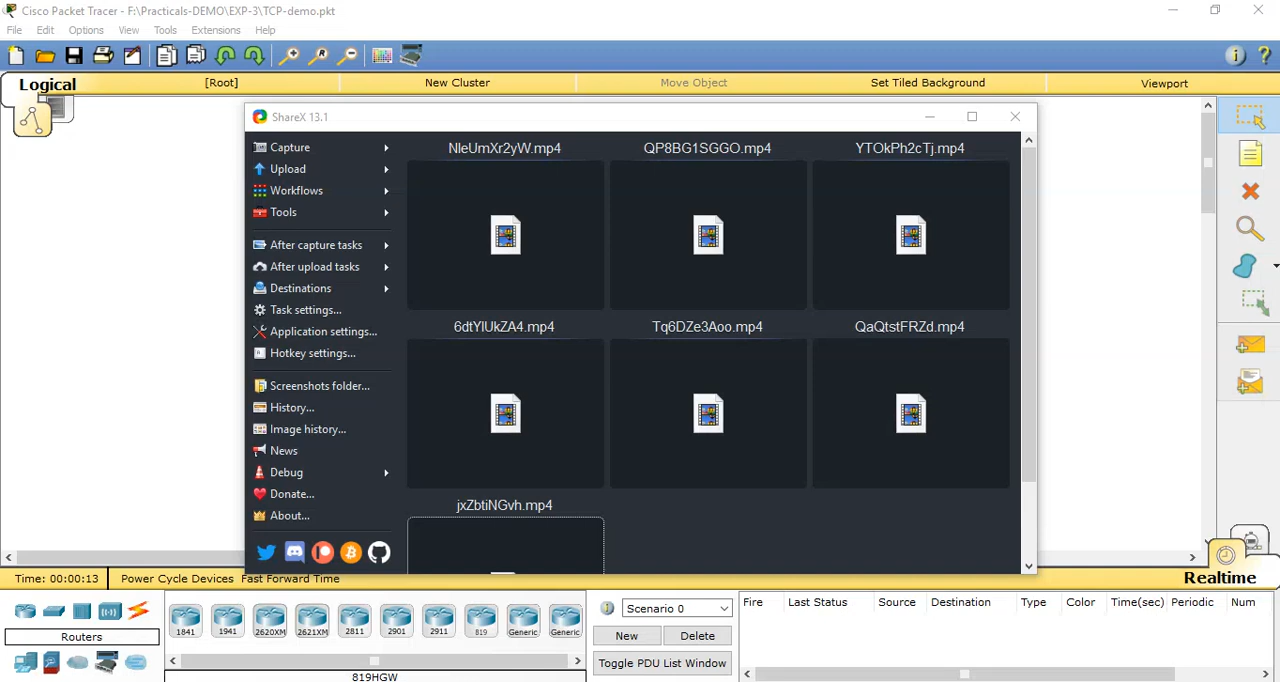 Cisco Packet Tracer - F:\Practicals-DEMO\EXP-3\TCP-demo.pkt
File Edit Options View Tools Extensions Help
Logical [Root] New Cluster Move Object Set Tiled Background Viewport
ShareX 13.1
Capture
Upload
Workflows
Tools
After capture tasks
After upload tasks
Destinations
Task settings...
Application settings...
Hotkey settings...
Screenshots folder...
History...
Image history...
News
Debug
Donate...
About...
NleUmXr2yW.mp4 QP8BG1SGGO.mp4 YTOkPh2cTj.mp4
6dtYlUkZA4.mp4 Tq6DZe3Aoo.mp4 QaQtstFRZd.mp4
jxZbtiNGvh.mp4
Time: 00:00:13 Power Cycle Devices Fast Forward Time Realtime
Routers
1841 1941 2620XM 2621XM 2811 2901 2911 819 Generic Generic
819HGW
Scenario 0
New Delete
Toggle PDU List Window
Fire Last Status Source Destination Type Color Time(sec) Periodic Num